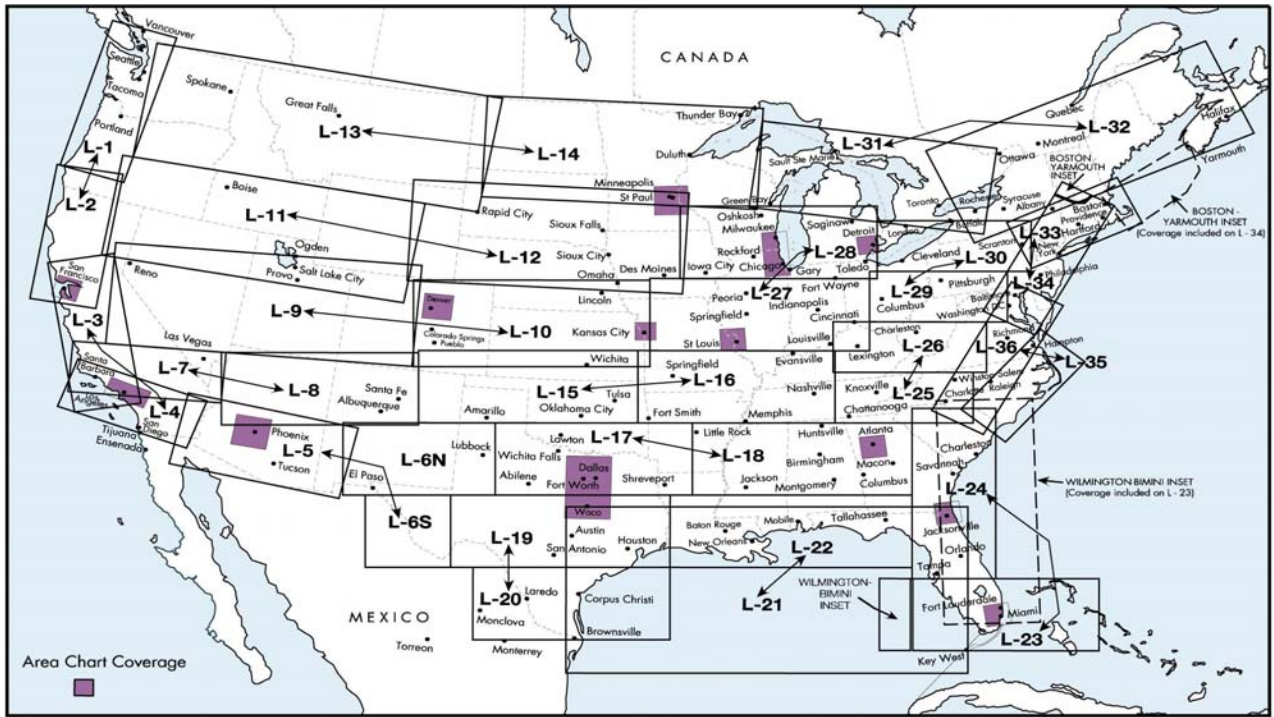 Vancouver
Seattle
Tacoma
Portland
L-1
L-2
Spokane
Great Falls
L-13
L-14
CANADA
Thunder Bay
Duluth
Sault Ste Marie
L-31
L-32
Quebec
Montreal
Ottawa
Halifax
Yarmouth
BOSTON-
YARMOUTH
INSET
BOSTON -
YARMOUTH INSET
(Coverage included on L - 34)
Boise
L-11
Rapid City
Minneapolis
St Paul
Green Bay
Oshkosh
Milwaukee
Saginaw
Detroit
London
Toronto
Rochester
Buffalo
Syracuse
Albany
Boston
Providence
Hartford
L-33
New
York
Scranton
Sioux Falls
Sioux City
L-12
Omaha
Des Moines
Iowa City
Rockford
Chicago
Gary
L-28
Toledo
Cleveland
L-30
Philadelphia
L-34
Ogden
Salt Lake City
Provo
Reno
San
Francisco
L-3
L-9
L-10
Denver
Colorado Springs
Pueblo
Lincoln
Kansas City
Peoria
L-27
Fort Wayne
Indianapolis
Springfield
St Louis
Cincinnati
Louisville
L-29
Columbus
Pittsburgh
Washington DC
Charleston
L-26
Lexington
Richmond
Hampton
L-36
L-35
Las Vegas
L-7
L-8
Santa
Barbara
Los
Angeles
L-4
San
Diego
Tijuana
Ensenada
Santa Fe
Albuquerque
Amarillo
Wichita
L-15
Tulsa
Oklahoma City
L-16
Springfield
Fort Smith
Evansville
Nashville
Memphis
Knoxville
Chattanooga
L-25
Winston Salem
Charlotte
Raleigh
Phoenix
L-5
Tucson
El Paso
L-6N
L-6S
Lubbock
Lawton
Wichita Falls
Abilene
L-17
Dallas
Fort Worth
Waco
Shreveport
Little Rock
L-18
Jackson
Huntsville
Birmingham
Montgomery
Atlanta
Macon
Columbus
Charleston
Savannah
L-24
Jacksonville
WILMINGTON-BIMINI INSET
(Coverage included on L - 23)
L-19
Austin
San Antonio
Houston
Baton Rouge
New Orleans
Mobile
Tallahassee
L-22
L-21
Orlando
Tampa
WILMINGTON-
BIMINI
INSET
Fort Lauderdale
Miami
L-23
Key West
L-20
Laredo
Monclova
Corpus Christi
Brownsville
Monterrey
MEXICO
Torreon
Area Chart Coverage